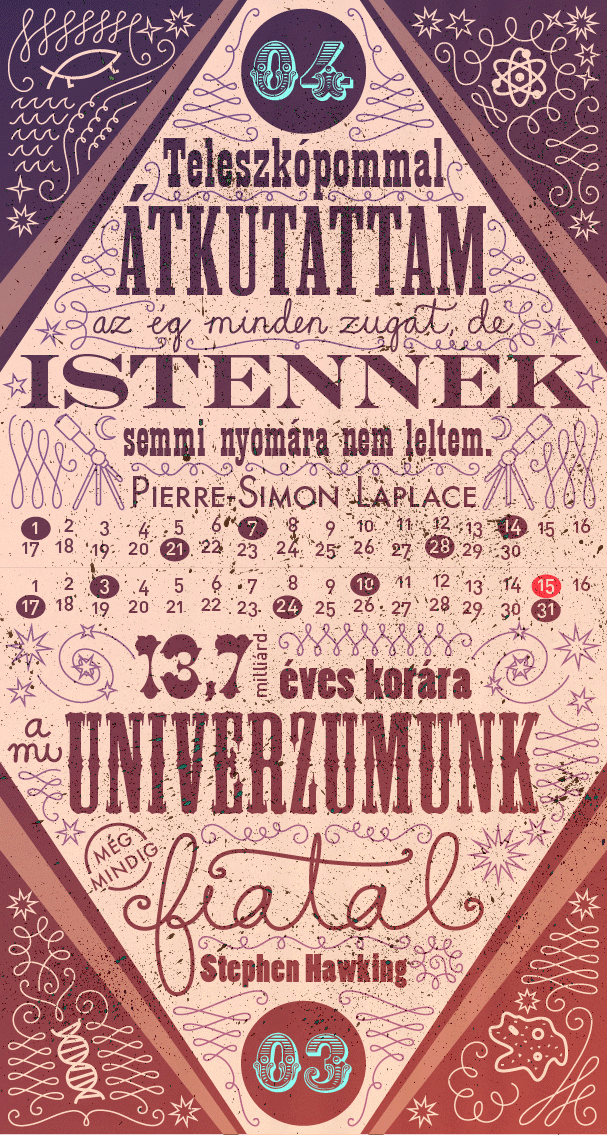 04
Teleszkópommal
ÁTKUTATTAM
az ég minden zugát, de
ISTENNEK
semmi nyomára nem leltem.
PIERRE-SIMON LAPLACE
1 2 3 4 5 6 7 8 9 10 11 12 13 14 15 16
17 18 19 20 21 22 23 24 25 26 27 28 29 30
1 2 3 4 5 6 7 8 9 10 11 12 13 14 15 16
17 18 19 20 21 22 23 24 25 26 27 28 29 30 31
13,7 milliárd éves korára
a mi UNIVERZUMUNK
MÉG MINDIG
fiatal
Stephen Hawking
03